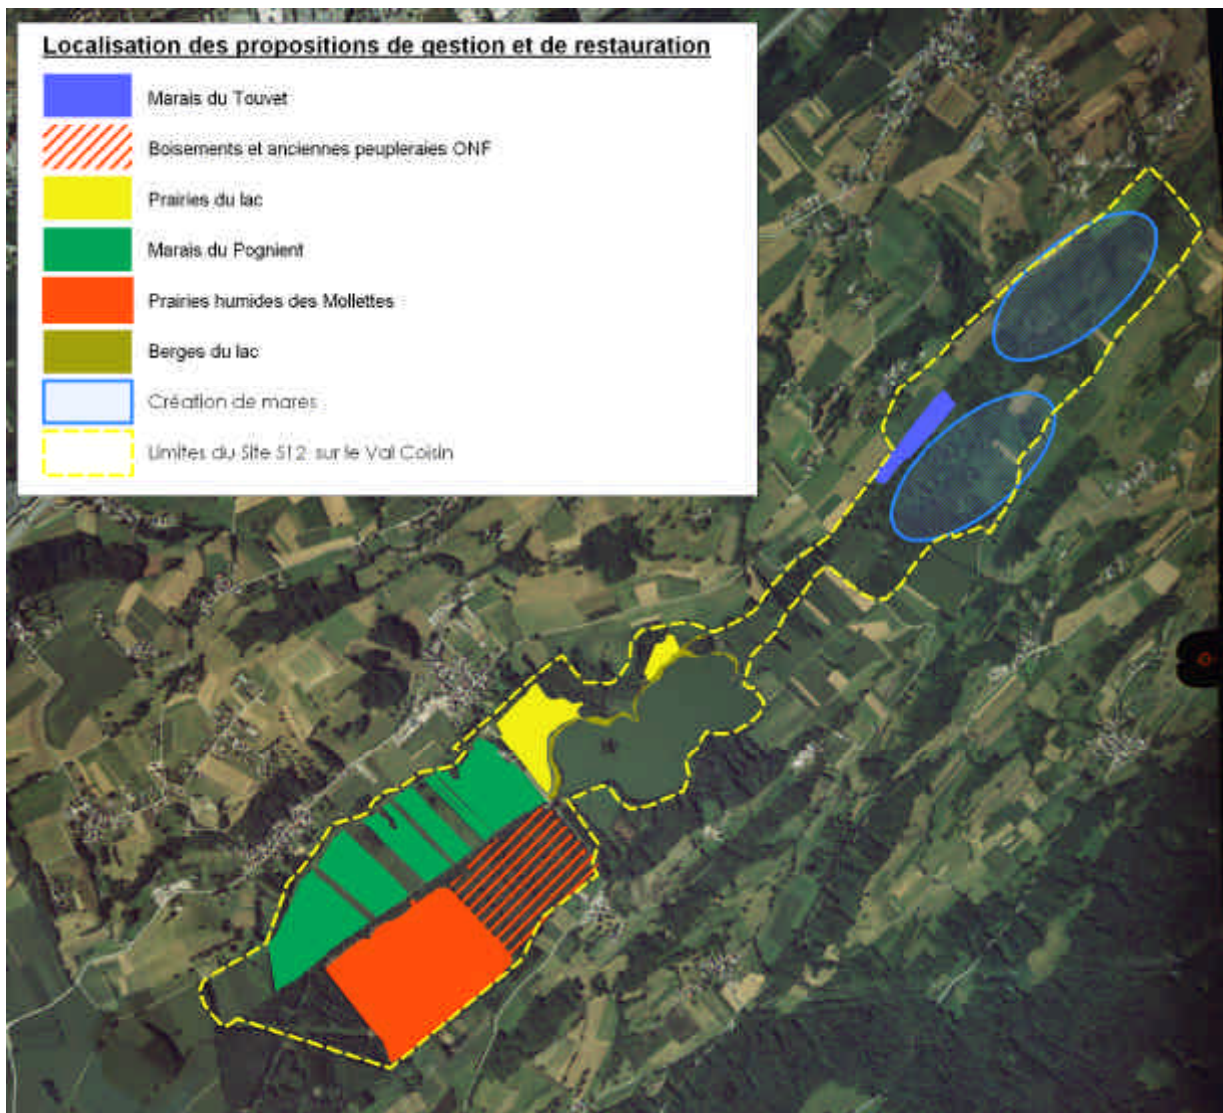 Localisation des propositions de gestion et de restauration
Marais du Touvet
Boisements et anciennes peupleraies ONF
Prairies du lac
Marais du Pognient
Prairies humides des Mollettes
Berges du lac
Création de mares
Limites du Site S12 sur le Val Coisin